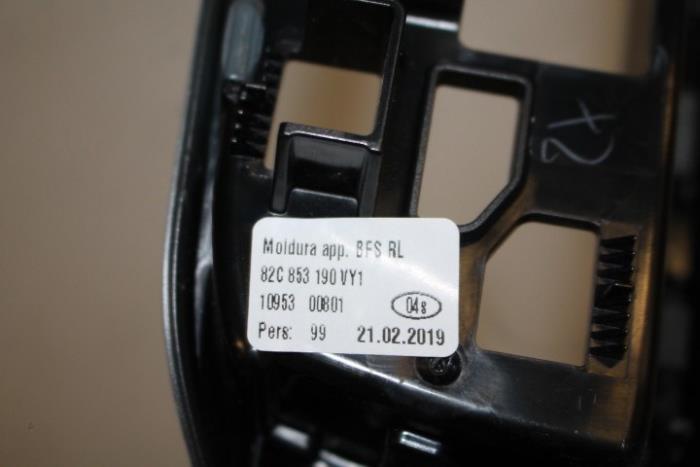 Moldura app. BFS RL
82C 853 190 VY1
10953 00801 04s
Pers: 99 21.02.2019